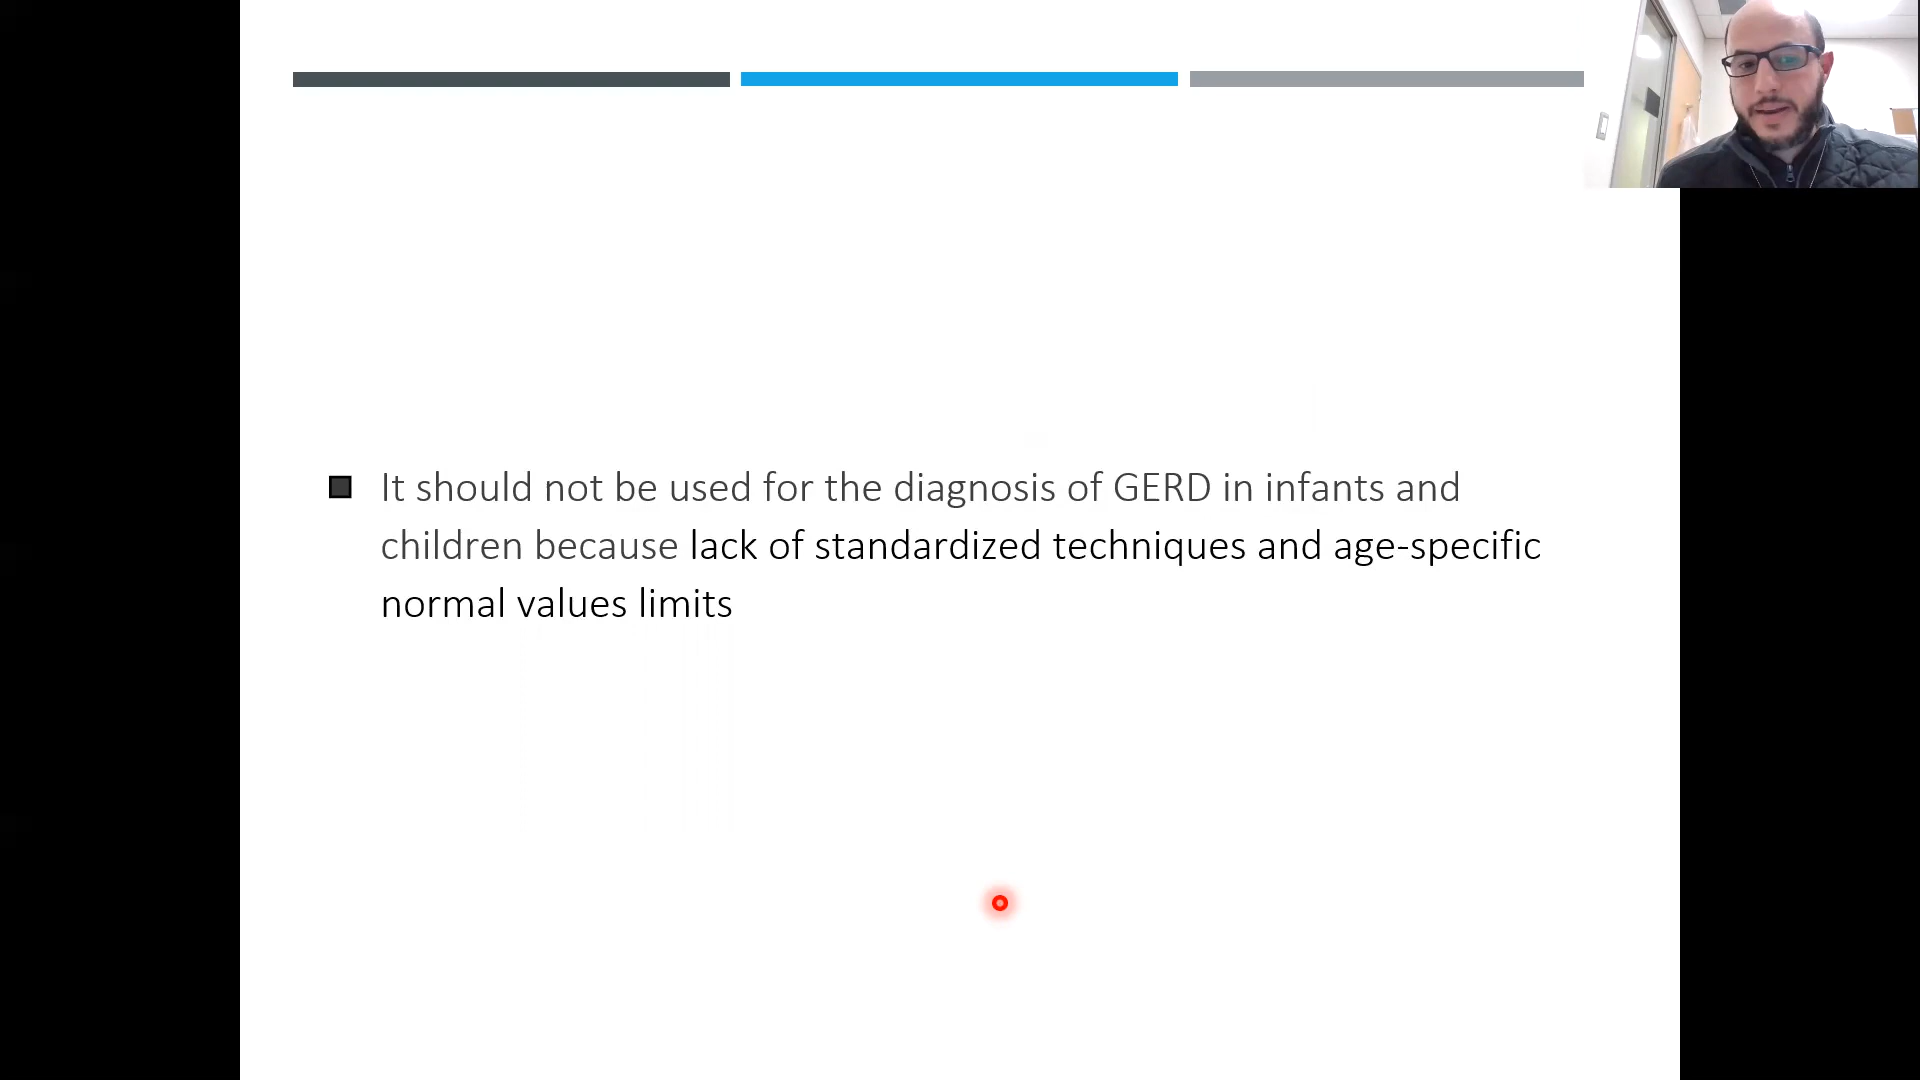 It should not be used for the diagnosis of GERD in infants and
children because lack of standardized techniques and age-specific
normal values limits